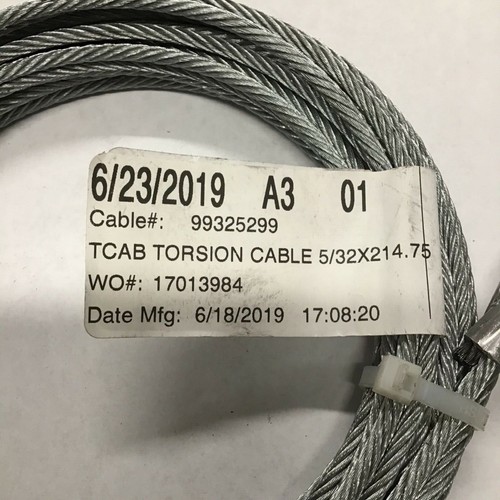 6/23/2019 A3 01
Cable#: 99325299
TCAB TORSION CABLE 5/32X214.75
WO#: 17013984
Date Mfg: 6/18/2019 17:08:20